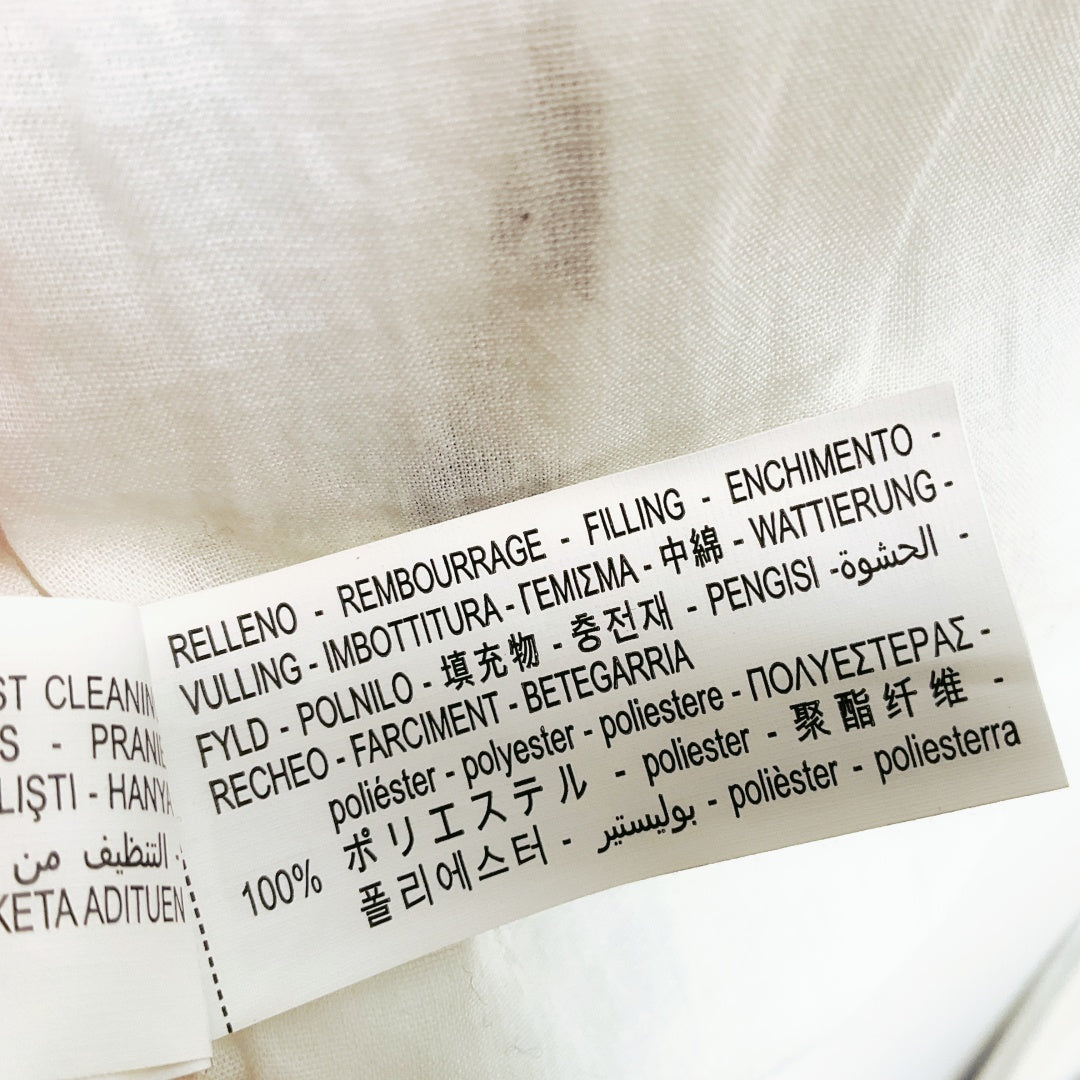 ST CLEANIN
S - PRANIE
LIŞTI - HANYA
التنظيف من
KETA ADITUEN
RELLENO - REMBOURRAGE - FILLING - ENCHIMENTO -
VULLING - IMBOTTITURA - ΓΕΜΙΣΜΑ - 中綿 - WATTIERUNG -
FYLD - POLNILO - 填充物 - 충전재 - PENGISI - الحشوة -
RECHEO - FARCIMENT - BETEGARRIA
poliéster - polyester - poliestere - ΠΟΛΥΕΣΤΕΡΑΣ -
100% ポリエステル - poliester - 聚酯纤维 -
폴리에스터 - بوليستير - polièster - poliesterra